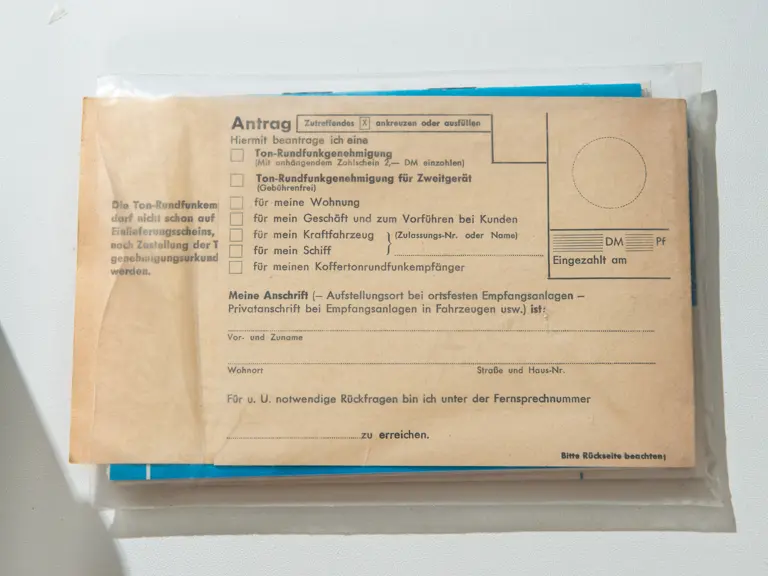 Antrag Zutreffendes x ankreuzen oder ausfüllen
Hiermit beantrage ich eine
Ton-Rundfunkgenehmigung
(Mit anhängendem Zahlschein 2,— DM einzahlen)
Ton-Rundfunkgenehmigung für Zweitgerät
(Gebührenfrei)
für meine Wohnung
für mein Geschäft und zum Vorführen bei Kunden
für mein Kraftfahrzeug } (Zulassungs-Nr. oder Name)
für mein Schiff
für meinen Koffertonrundfunkempfänger
DM Pf
Eingezahlt am
Die Ton-Rundfunkem
darf nicht schon auf
Einlieferungsscheins,
nach Zustellung der T
genehmigungsurkund
werden.
Meine Anschrift (— Aufstellungsort bei ortsfesten Empfangsanlagen —
Privatanschrift bei Empfangsanlagen in Fahrzeugen usw.) ist:
Vor- und Zuname
Wohnort Straße und Haus-Nr.
Für u. U. notwendige Rückfragen bin ich unter der Fernsprechnummer
zu erreichen.
Bitte Rückseite beachten!